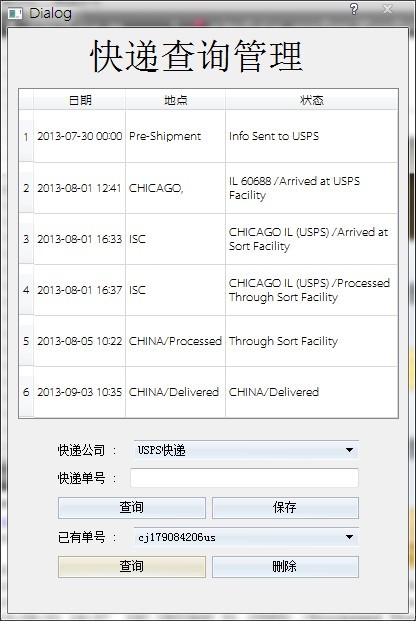 Dialog
快递查询管理
日期 地点 状态
1 2013-07-30 00:00 Pre-Shipment Info Sent to USPS
2 2013-08-01 12:41 CHICAGO, IL 60688 /Arrived at USPS
Facility
3 2013-08-01 16:33 ISC CHICAGO IL (USPS) /Arrived at
Sort Facility
4 2013-08-01 16:37 ISC CHICAGO IL (USPS) /Processed
Through Sort Facility
5 2013-08-05 10:22 CHINA/Processed Through Sort Facility
6 2013-09-03 10:35 CHINA/Delivered CHINA/Delivered
快递公司 : USPS快递
快递单号 :
查询 保存
已有单号 : cj179084206us
查询 删除